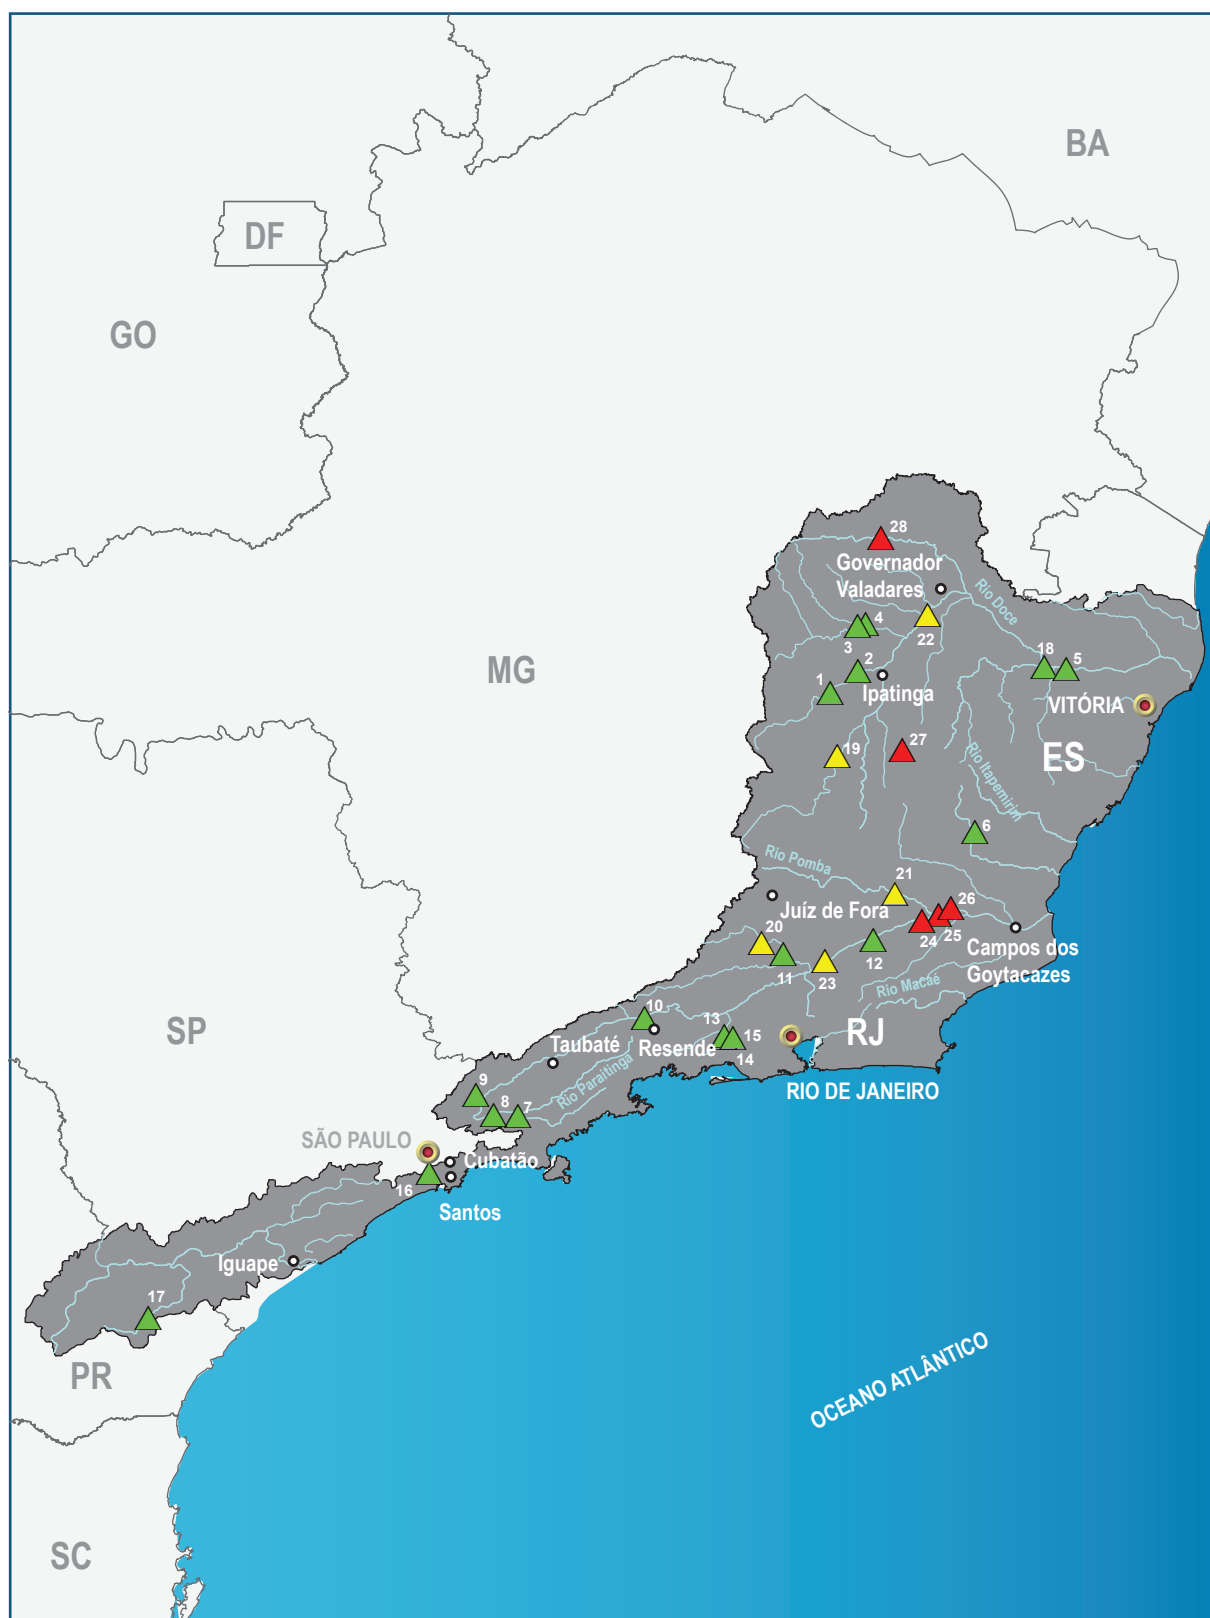 BA
DF
GO
28
Governador
Valadares
Rio Doce
4
3
22
2
18
5
1
Ipatinga
VITÓRIA
MG
19
27
ES
Rio Itapemirim
6
Rio Pomba
21
Juíz de Fora
26
20
24
25
12
Campos dos
Goytacazes
11
23
Rio Macaé
SP
10
13
15
RJ
Taubaté
Resende
14
Rio Paraitinga
9
RIO DE JANEIRO
8
7
SÃO PAULO
Cubatão
16
Santos
Iguape
17
PR
OCEANO ATLÂNTICO
SC